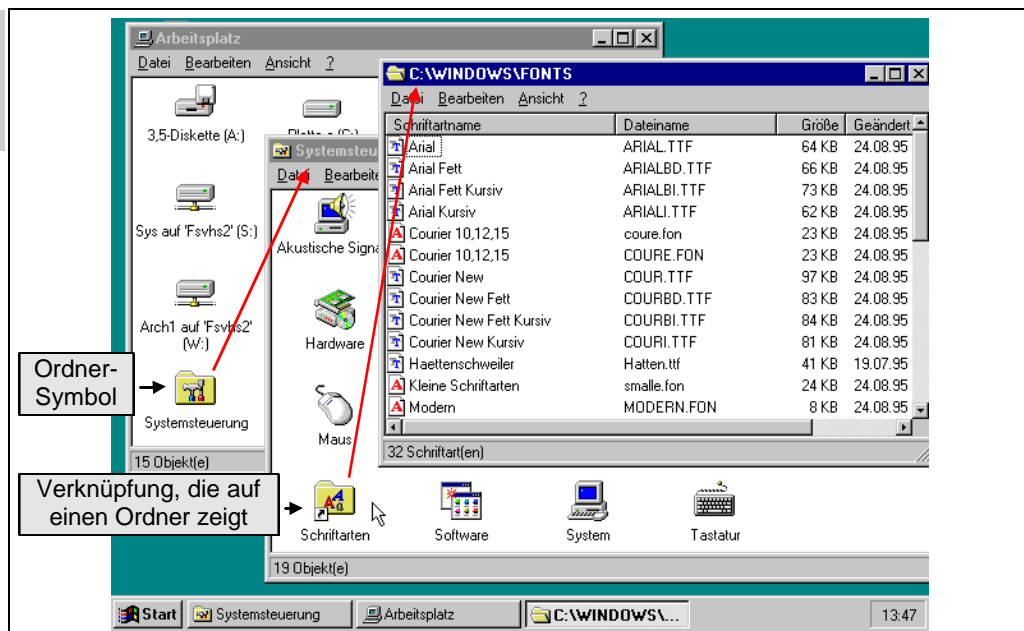 Arbeitsplatz
Datei Bearbeiten Ansicht ?
3,5-Diskette (A:)
Sys auf 'Fsvhs2' (S:)
Arch1 auf 'Fsvhs2'
(W:)
Systemsteuerung
15 Objekt(e)
Ordner-
Symbol
Verknüpfung, die auf
einen Ordner zeigt
Systemsteu
Datei Bearbeite
Akustische Signa
Hardware
Maus
Schriftarten
Software
System
Tastatur
19 Objekt(e)
C:\WINDOWS\FONTS
Datei Bearbeiten Ansicht ?
Schriftartname Dateiname Größe Geändert
Arial ARIAL.TTF 64 KB 24.08.95
Arial Fett ARIALBD.TTF 66 KB 24.08.95
Arial Fett Kursiv ARIALBI.TTF 73 KB 24.08.95
Arial Kursiv ARIALI.TTF 62 KB 24.08.95
Courier 10,12,15 coure.fon 23 KB 24.08.95
Courier 10,12,15 COURE.FON 23 KB 24.08.95
Courier New COUR.TTF 97 KB 24.08.95
Courier New Fett COURBD.TTF 83 KB 24.08.95
Courier New Fett Kursiv COURBI.TTF 84 KB 24.08.95
Courier New Kursiv COURI.TTF 81 KB 24.08.95
Haettenschweiler Hatten.ttf 41 KB 19.07.95
Kleine Schriftarten smalle.fon 24 KB 24.08.95
Modern MODERN.FON 8 KB 24.08.95
32 Schriftart(en)
Start Systemsteuerung Arbeitsplatz C:\WINDOWS\... 13:47